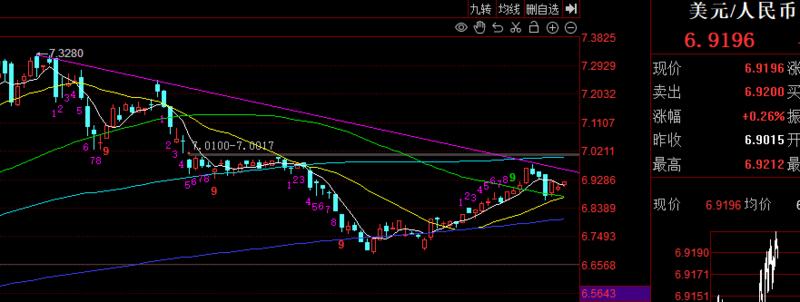 九转 均线 删自选
美元/人民币
6.9196
7.3825
7.2929
7.2032
7.1107
7.0211
6.9286
6.8389
6.7493
6.6568
6.5643
7.3280
7.0100-7.0017
1 2 3 4 5 6 7 8 9
1 2 3 4 5 6 7 8 9
1 2 3 4 5 6 7 8 9
1 2 3 4 5 6 7 8 9
现价 6.9196 涨
卖出 6.9200 买
涨幅 +0.26% 振
昨收 6.9015 开
最高 6.9212 最
现价 6.9196 均价 6.
6.9190
6.9171
6.9151